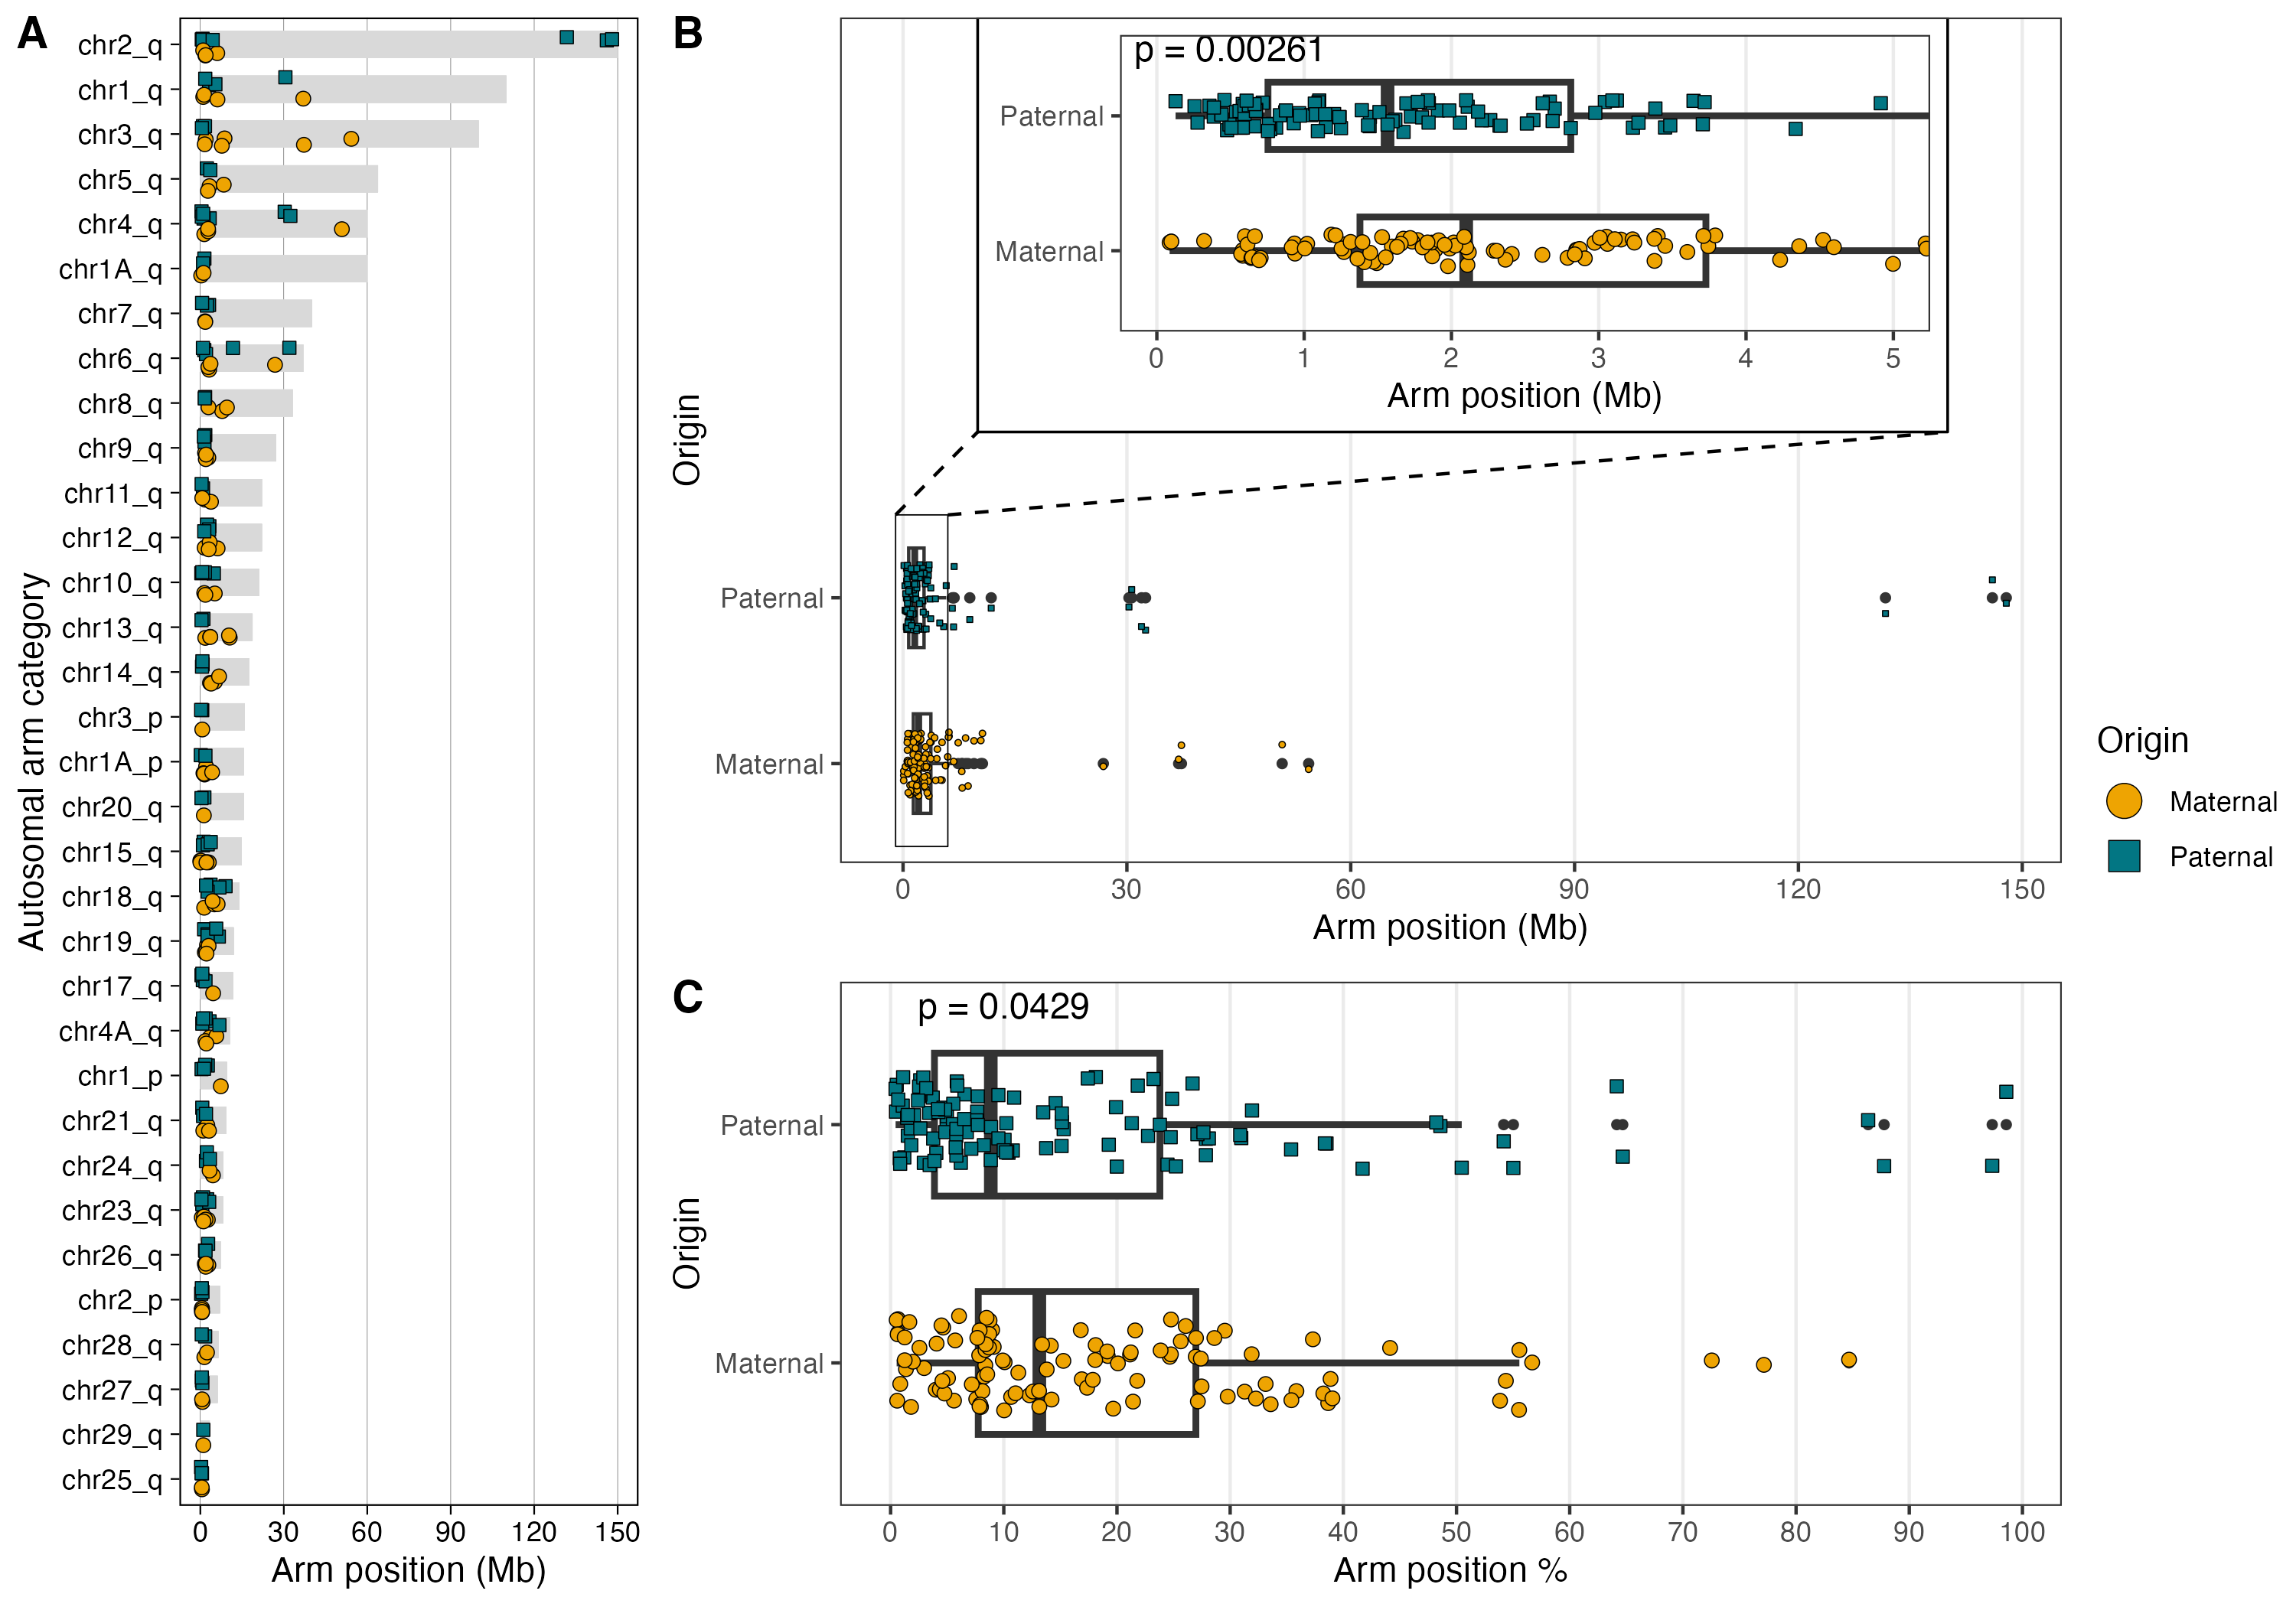 A
Autosomal arm category
chr2_q
chr1_q
chr3_q
chr5_q
chr4_q
chr1A_q
chr7_q
chr6_q
chr8_q
chr9_q
chr11_q
chr12_q
chr10_q
chr13_q
chr14_q
chr3_p
chr1A_p
chr20_q
chr15_q
chr18_q
chr19_q
chr17_q
chr4A_q
chr1_p
chr21_q
chr24_q
chr23_q
chr26_q
chr2_p
chr28_q
chr27_q
chr29_q
chr25_q
0 30 60 90 120 150
Arm position (Mb)
B
Origin
p = 0.00261
Paternal
Maternal
0 1 2 3 4 5
Arm position (Mb)
Paternal
Maternal
0 30 60 90 120 150
Arm position (Mb)
C
Origin
p = 0.0429
Paternal
Maternal
0 10 20 30 40 50 60 70 80 90 100
Arm position %
Origin
Maternal
Paternal